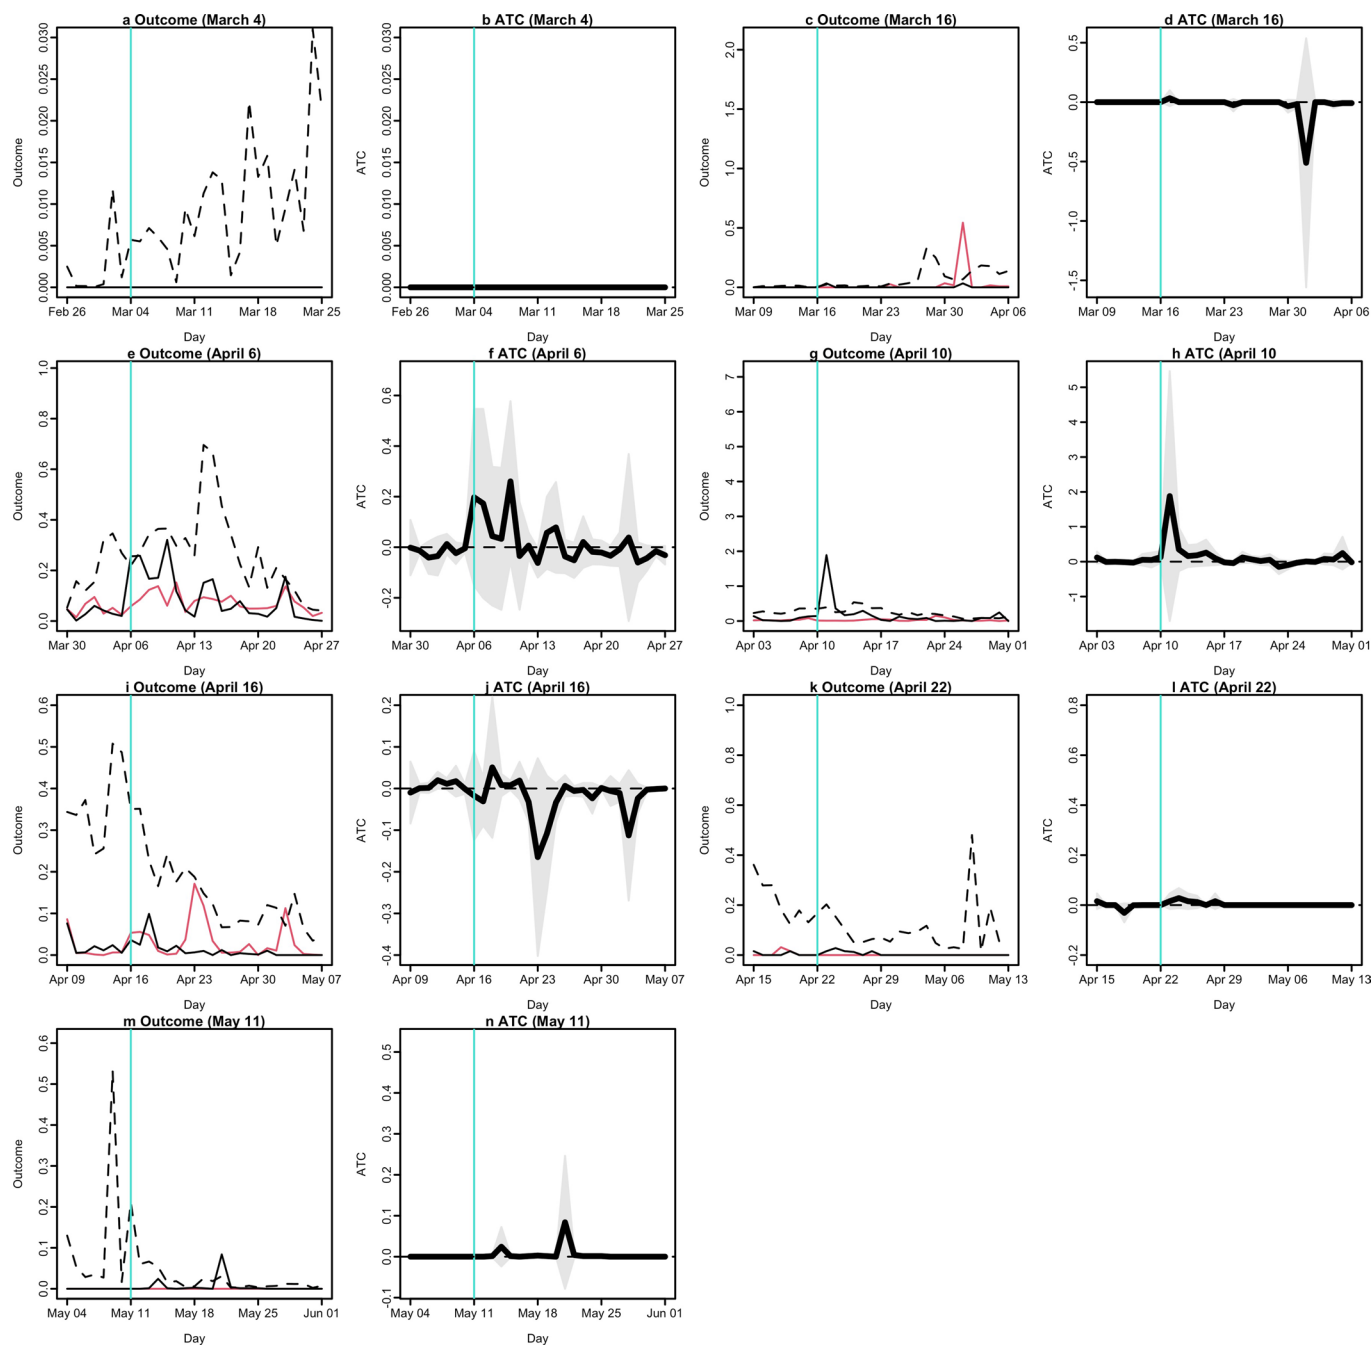 a Outcome (March 4)
Outcome
0.030
0.025
0.020
0.015
0.010
0.005
0.000
Feb 26 Mar 04 Mar 11 Mar 18 Mar 25
Day
b ATC (March 4)
ATC
0.030
0.025
0.020
0.015
0.010
0.005
0.000
Feb 26 Mar 04 Mar 11 Mar 18 Mar 25
Day
c Outcome (March 16)
Outcome
2.0
1.5
1.0
0.5
0.0
Mar 09 Mar 16 Mar 23 Mar 30 Apr 06
Day
d ATC (March 16)
ATC
0.5
0.0
-0.5
-1.0
-1.5
Mar 09 Mar 16 Mar 23 Mar 30 Apr 06
Day
e Outcome (April 6)
Outcome
1.0
0.8
0.6
0.4
0.2
0.0
Mar 30 Apr 06 Apr 13 Apr 20 Apr 27
Day
f ATC (April 6)
ATC
0.6
0.4
0.2
0.0
-0.2
Mar 30 Apr 06 Apr 13 Apr 20 Apr 27
Day
g Outcome (April 10)
Outcome
7
6
5
4
3
2
1
0
Apr 03 Apr 10 Apr 17 Apr 24 May 01
Day
h ATC (April 10
ATC
5
4
3
2
1
0
-1
Apr 03 Apr 10 Apr 17 Apr 24 May 01
Day
i Outcome (April 16)
Outcome
0.6
0.5
0.4
0.3
0.2
0.1
0.0
Apr 09 Apr 16 Apr 23 Apr 30 May 07
Day
j ATC (April 16)
ATC
0.2
0.1
0.0
-0.1
-0.2
-0.3
-0.4
Apr 09 Apr 16 Apr 23 Apr 30 May 07
Day
k Outcome (April 22)
Outcome
1.0
0.8
0.6
0.4
0.2
0.0
Apr 15 Apr 22 Apr 29 May 06 May 13
Day
l ATC (April 22)
ATC
0.8
0.6
0.4
0.2
0.0
-0.2
Apr 15 Apr 22 Apr 29 May 06 May 13
Day
m Outcome (May 11)
Outcome
0.6
0.5
0.4
0.3
0.2
0.1
0.0
May 04 May 11 May 18 May 25 Jun 01
Day
n ATC (May 11)
ATC
0.5
0.4
0.3
0.2
0.1
0.0
-0.1
May 04 May 11 May 18 May 25 Jun 01
Day